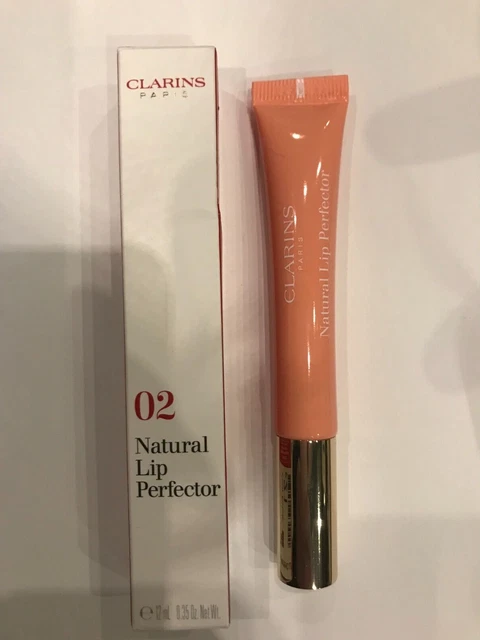 CLARINS
PARIS
02
Natural
Lip
Perfector
e 12 mL 0.35 Oz. Net Wt.
CLARINS
PARIS
Natural Lip Perfector